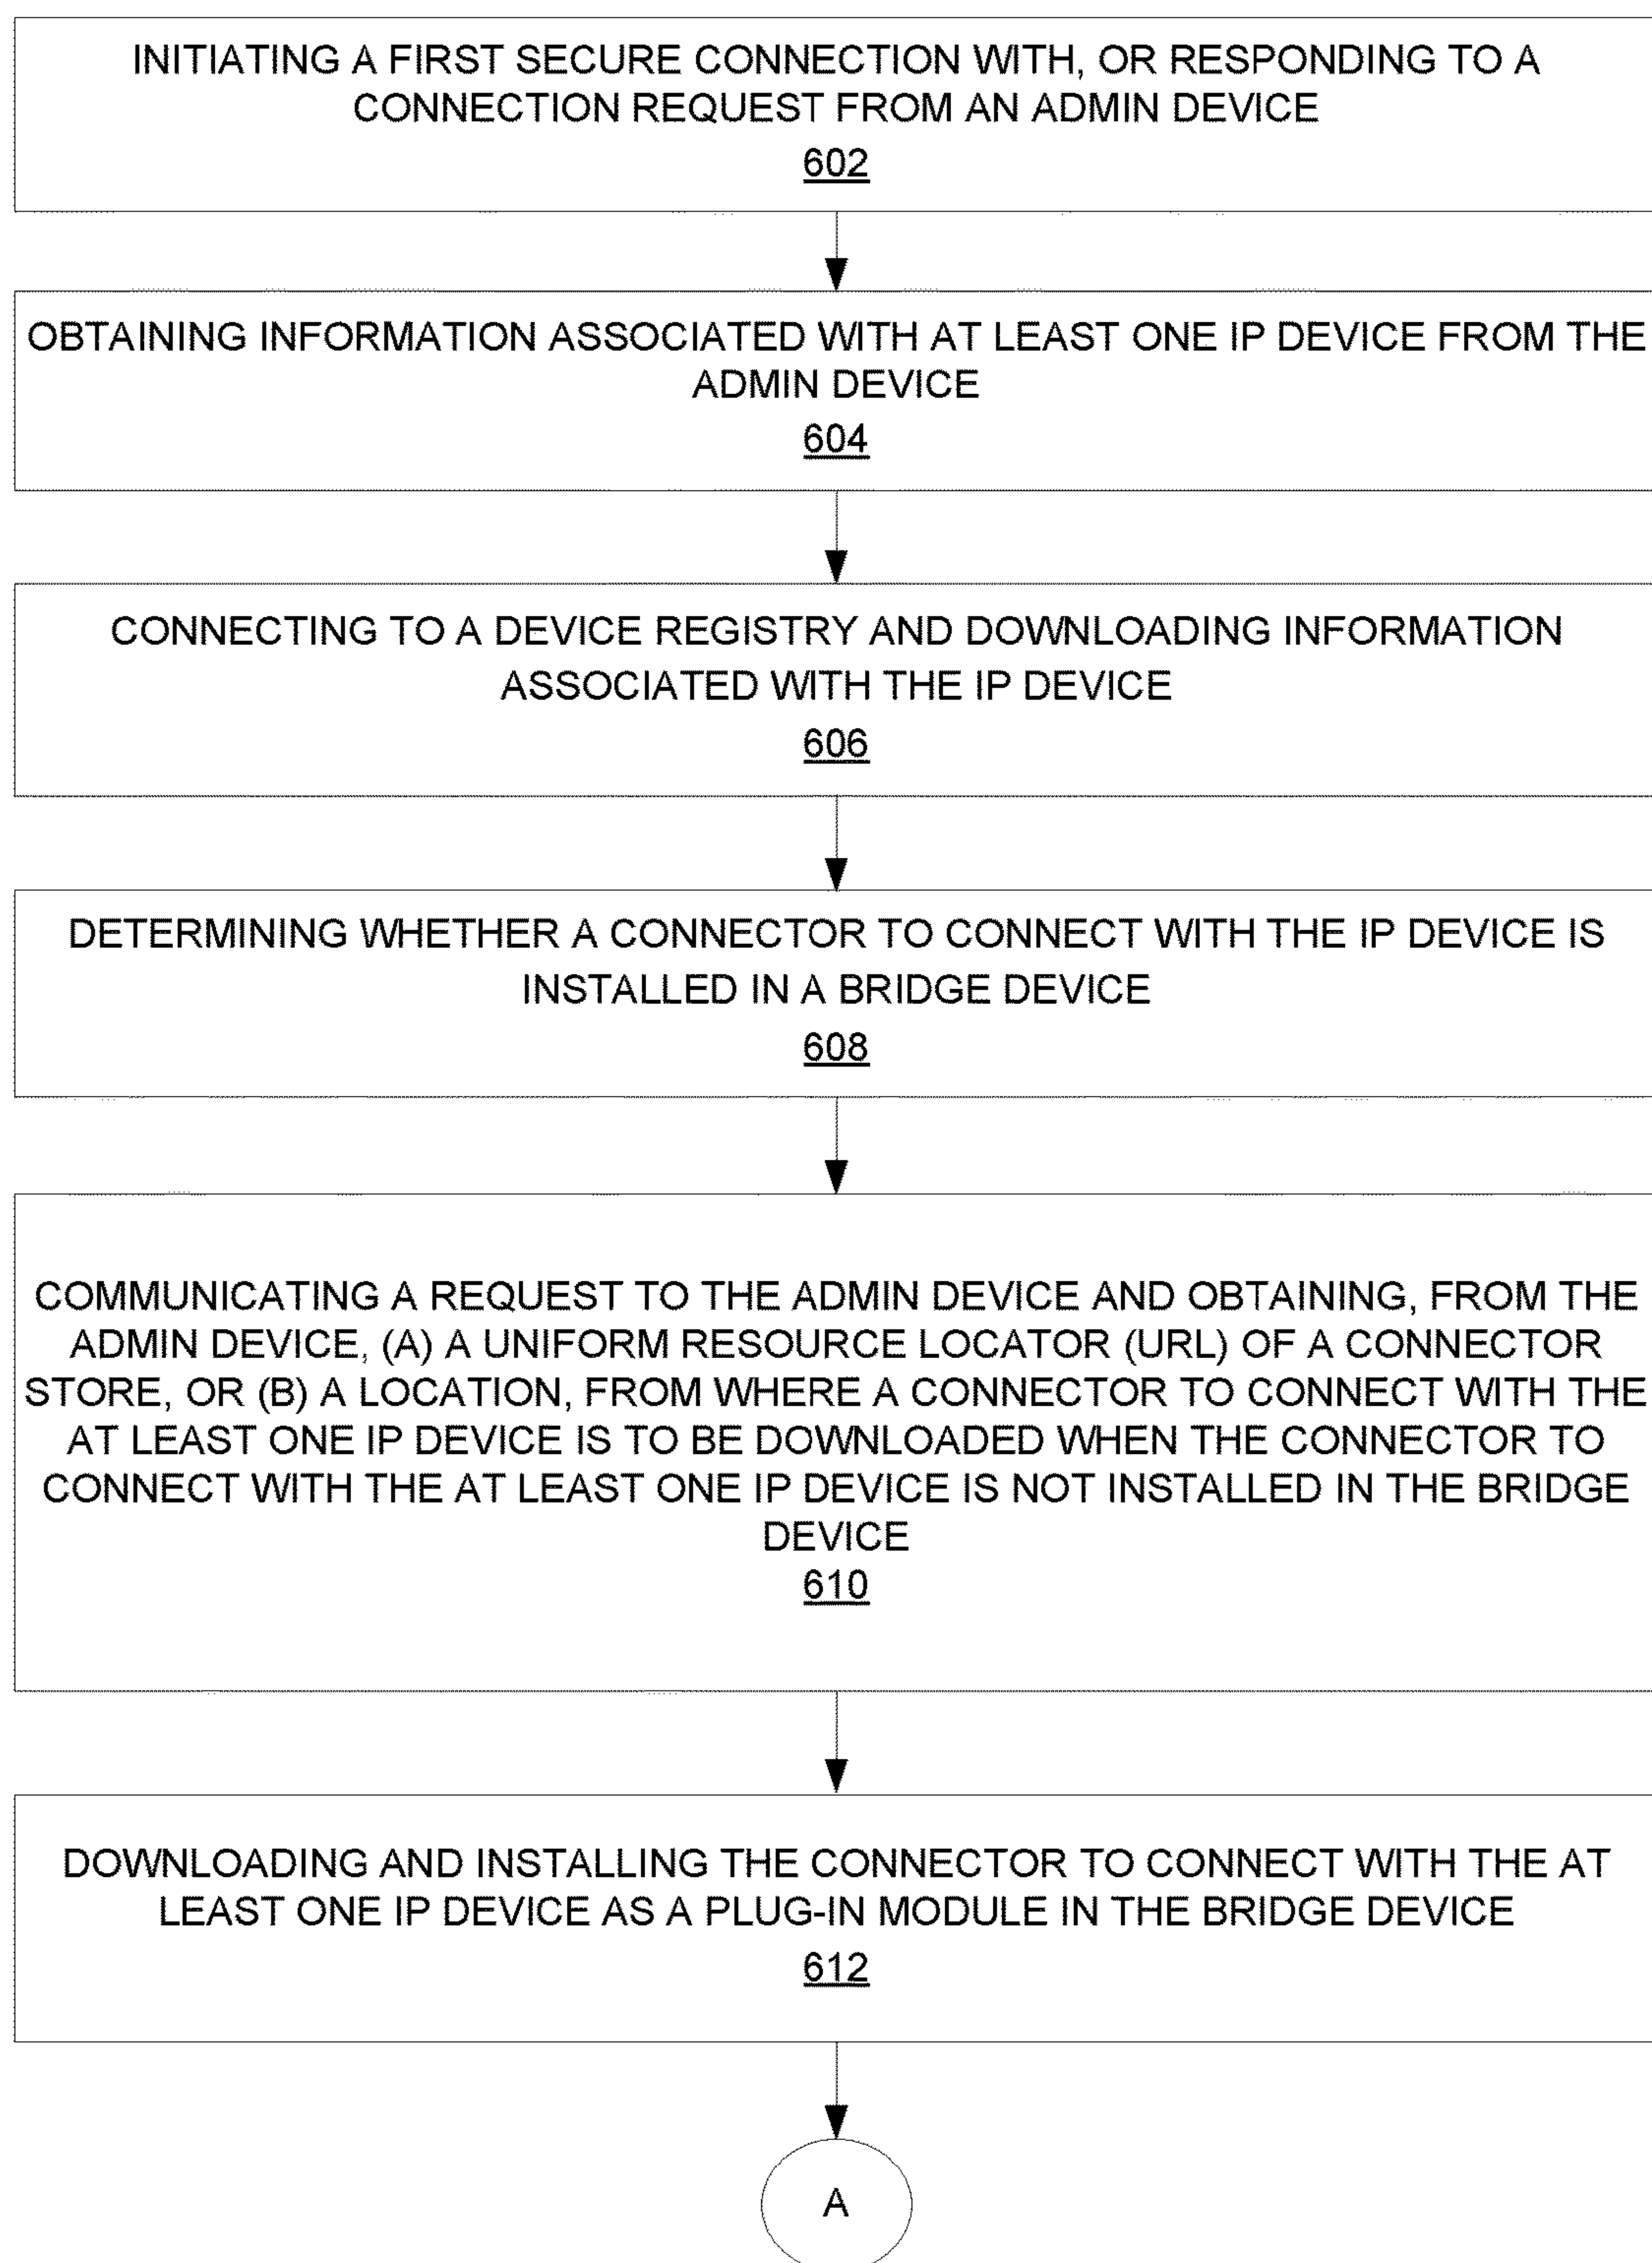 INITIATING A FIRST SECURE CONNECTION WITH, OR RESPONDING TO A
CONNECTION REQUEST FROM AN ADMIN DEVICE
602
OBTAINING INFORMATION ASSOCIATED WITH AT LEAST ONE IP DEVICE FROM THE
ADMIN DEVICE
604
CONNECTING TO A DEVICE REGISTRY AND DOWNLOADING INFORMATION
ASSOCIATED WITH THE IP DEVICE
606
DETERMINING WHETHER A CONNECTOR TO CONNECT WITH THE IP DEVICE IS
INSTALLED IN A BRIDGE DEVICE
608
COMMUNICATING A REQUEST TO THE ADMIN DEVICE AND OBTAINING, FROM THE
ADMIN DEVICE, (A) A UNIFORM RESOURCE LOCATOR (URL) OF A CONNECTOR
STORE, OR (B) A LOCATION, FROM WHERE A CONNECTOR TO CONNECT WITH THE
AT LEAST ONE IP DEVICE IS TO BE DOWNLOADED WHEN THE CONNECTOR TO
CONNECT WITH THE AT LEAST ONE IP DEVICE IS NOT INSTALLED IN THE BRIDGE
DEVICE
610
DOWNLOADING AND INSTALLING THE CONNECTOR TO CONNECT WITH THE AT
LEAST ONE IP DEVICE AS A PLUG-IN MODULE IN THE BRIDGE DEVICE
612
A